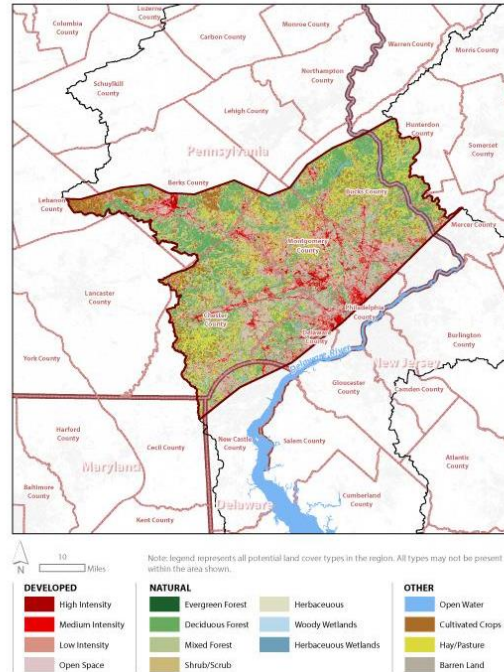 Luzerne
County
Columbia
County
Monroe County
Carbon County
Warren County
Morris County
Northampton
County
Schuylkill
County
Lehigh County
Hunterdon
County
Somerset
County
Pennsylvania
Berks County
Bucks County
Lebanon
County
Mercer County
Montgomery
County
Lancaster
County
Philadelphia
County
Chester
County
Delaware
County
Burlington
County
York County
Delaware River
New Jersey
Gloucester
County
Camden County
Harford
County
Cecil County
New Castle
County
Salem County
Atlantic
County
Maryland
Baltimore
County
Cumberland
County
Kent County
Delaware
N
10
Miles
Note: legend represents all potential land cover types in the region. All types may not be present
within the area shown.
DEVELOPED
High Intensity
Medium Intensity
Low Intensity
Open Space
NATURAL
Evergreen Forest
Deciduous Forest
Mixed Forest
Shrub/Scrub
Herbaceuous
Woody Wetlands
Herbaceuous Wetlands
OTHER
Open Water
Cultivated Crops
Hay/Pasture
Barren Land